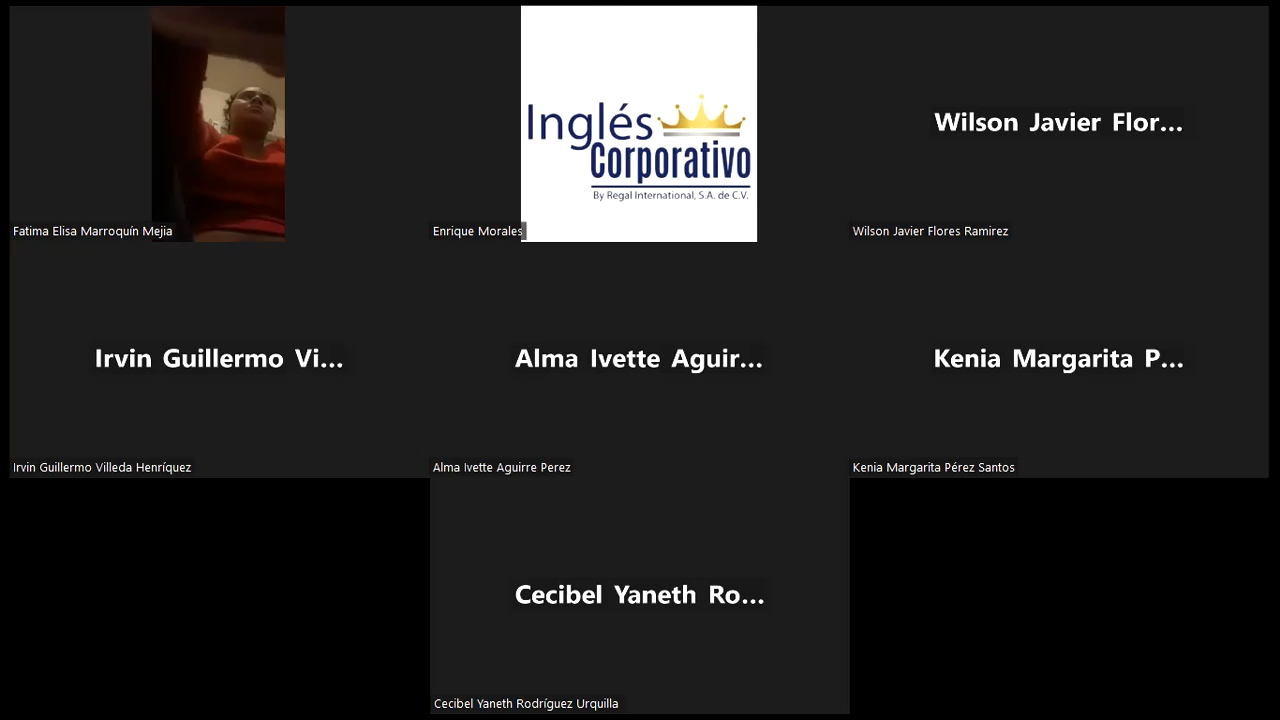 Inglés
Corporativo
By Regal International, S.A. de C.V.
Wilson Javier Flor...
Fatima Elisa Marroquín Mejia
Enrique Morales
Wilson Javier Flores Ramirez
Irvin Guillermo Vi...
Alma Ivette Aguir...
Kenia Margarita P...
Irvin Guillermo Villeda Henríquez
Alma Ivette Aguirre Perez
Kenia Margarita Pérez Santos
Cecibel Yaneth Ro...
Cecibel Yaneth Rodríguez Urquilla